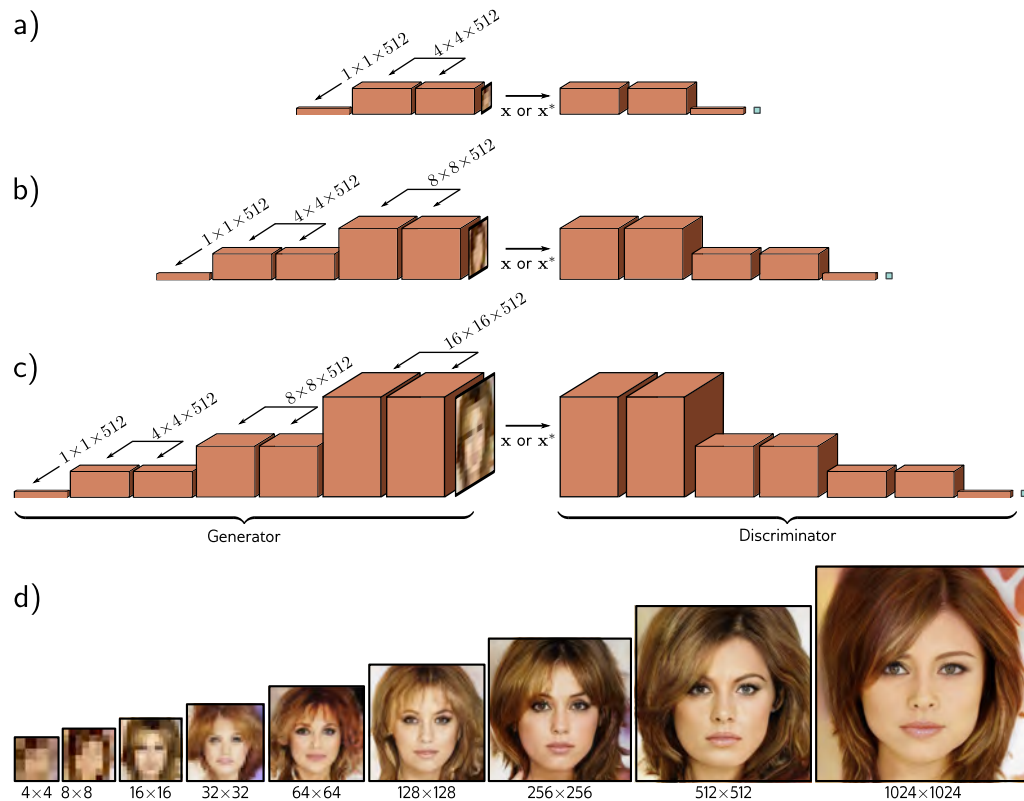 a)
1×1×512
4×4×512
x or x*
b)
1×1×512
4×4×512
8×8×512
x or x*
c)
1×1×512
4×4×512
8×8×512
16×16×512
x or x*
Generator
Discriminator
d)
4×4
8×8
16×16
32×32
64×64
128×128
256×256
512×512
1024×1024